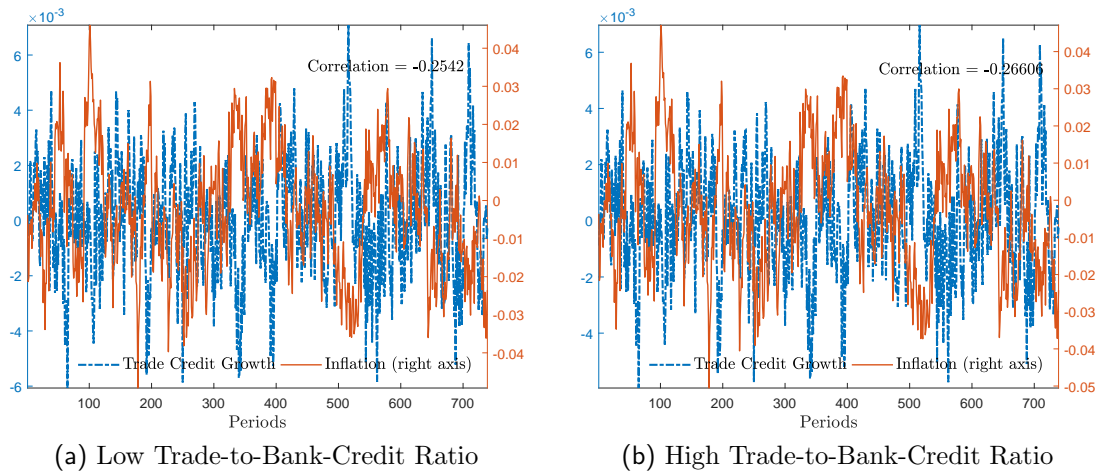 ×10⁻³
6
4
2
0
-2
-4
-6
0.04
0.03
0.02
0.01
0
-0.01
-0.02
-0.03
-0.04
Correlation = -0.2542
Trade Credit Growth
Inflation (right axis)
100 200 300 400 500 600 700
Periods
(a) Low Trade-to-Bank-Credit Ratio
×10⁻³
6
4
2
0
-2
-4
0.04
0.03
0.02
0.01
0
-0.01
-0.02
-0.03
-0.04
-0.05
Correlation = -0.26606
Trade Credit Growth
Inflation (right axis)
100 200 300 400 500 600 700
Periods
(b) High Trade-to-Bank-Credit Ratio